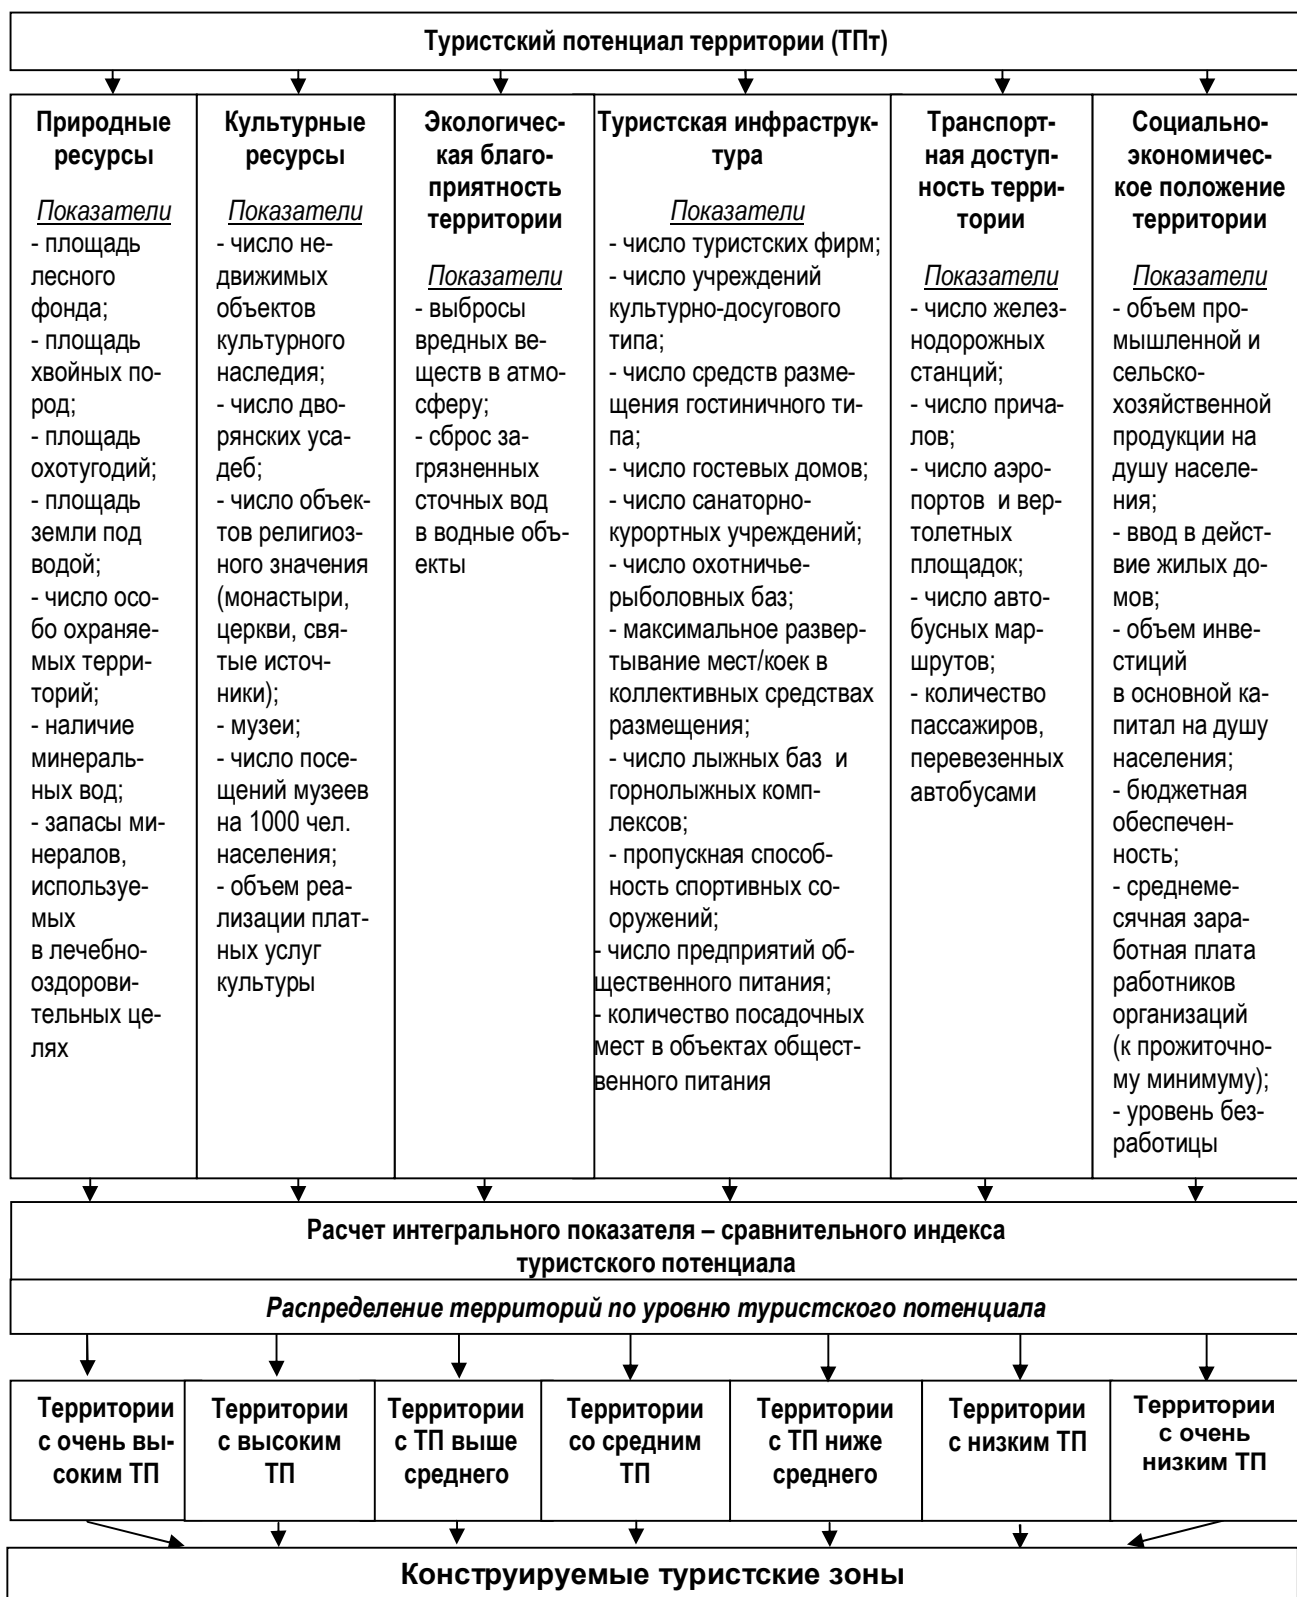 Туристский потенциал территории (ТПт)
Природные
ресурсы
Показатели
- площадь
лесного
фонда;
- площадь
хвойных по-
род;
- площадь
охотугодий;
- площадь
земли под
водой;
- число осо-
бо охраняе-
мых терри-
торий;
- наличие
минераль-
ных вод;
- запасы ми-
нералов,
используе-
мых
в лечебно-
оздорови-
тельных це-
лях
Культурные
ресурсы
Показатели
- число не-
движимых
объектов
культурного
наследия;
- число дво-
рянских уса-
деб;
- число объек-
тов религиоз-
ного значения
(монастыри,
церкви, свя-
тые источ-
ники);
- музеи;
- число посе-
щений музеев
на 1000 чел.
населения;
- объем реа-
лизации плат-
ных услуг
культуры
Экологичес-
кая благо-
приятность
территории
Показатели
- выбросы
вредных ве-
ществ в атмо-
сферу;
- сброс за-
грязненных
сточных вод
в водные объ-
екты
Туристская инфраструк-
тура
Показатели
- число туристских фирм;
- число учреждений
культурно-досугового
типа;
- число средств разме-
щения гостиничного ти-
па;
- число гостевых домов;
- число санаторно-
курортных учреждений;
- число охотничье-
рыболовных баз;
- максимальное развер-
тывание мест/коек в
коллективных средствах
размещения;
- число лыжных баз и
горнолыжных комп-
лексов;
- пропускная способ-
ность спортивных со-
оружений;
- число предприятий об-
щественного питания;
- количество посадочных
мест в объектах общест-
венного питания
Транспорт-
ная доступ-
ность терри-
тории
Показатели
- число желез-
нодорожных
станций;
- число прича-
лов;
- число аэро-
портов и вер-
толетных
площадок;
- число авто-
бусных мар-
шрутов;
- количество
пассажиров,
перевезенных
автобусами
Социально-
экономичес-
кое положение
территории
Показатели
- объем про-
мышленной и
сельско-
хозяйственной
продукции на
душу населе-
ния;
- ввод в дейст-
вие жилых до-
мов;
- объем инве-
стиций
в основной ка-
питал на душу
населения;
- бюджетная
обеспечен-
ность;
- среднеме-
сячная зара-
ботная плата
работников
организаций
(к прожиточно-
му минимуму);
- уровень без-
работицы
Расчет интегрального показателя – сравнительного индекса
туристского потенциала
Распределение территорий по уровню туристского потенциала
Территории
с очень вы-
соким ТП
Территории
с высоким
ТП
Территории
с ТП выше
среднего
Территории
со средним
ТП
Территории
с ТП ниже
среднего
Территории
с низким ТП
Территории
с очень
низким ТП
Конструируемые туристские зоны